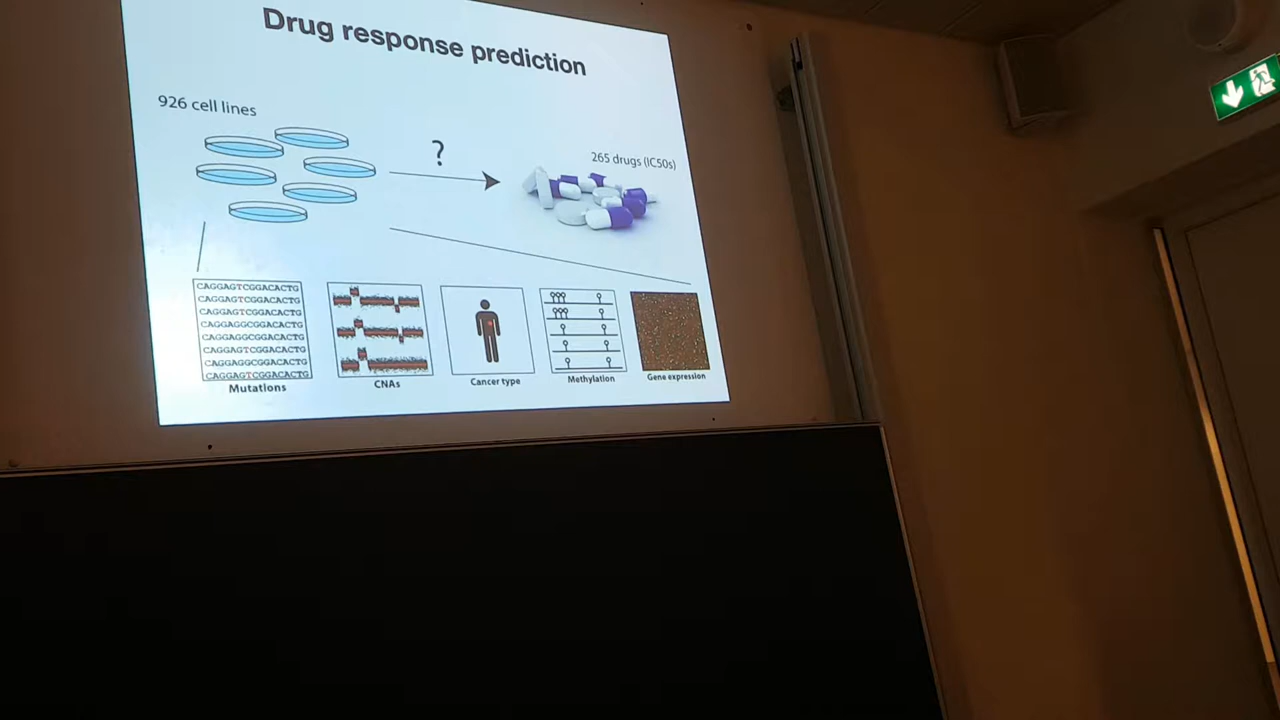 Drug response prediction
926 cell lines
?
265 drugs (IC50s)
CAGGAGTCGGACACTG
CAGGAGTCGGACACTG
CAGGAGTCGGACACTG
CAGGAGGCGGACACTG
CAGGAGGCGGACACTG
CAGGAGTCGGACACTG
CAGGAGGCGGACACTG
CAGGAGTCGGACACTG
Mutations
CNAs
Cancer type
Methylation
Gene expression